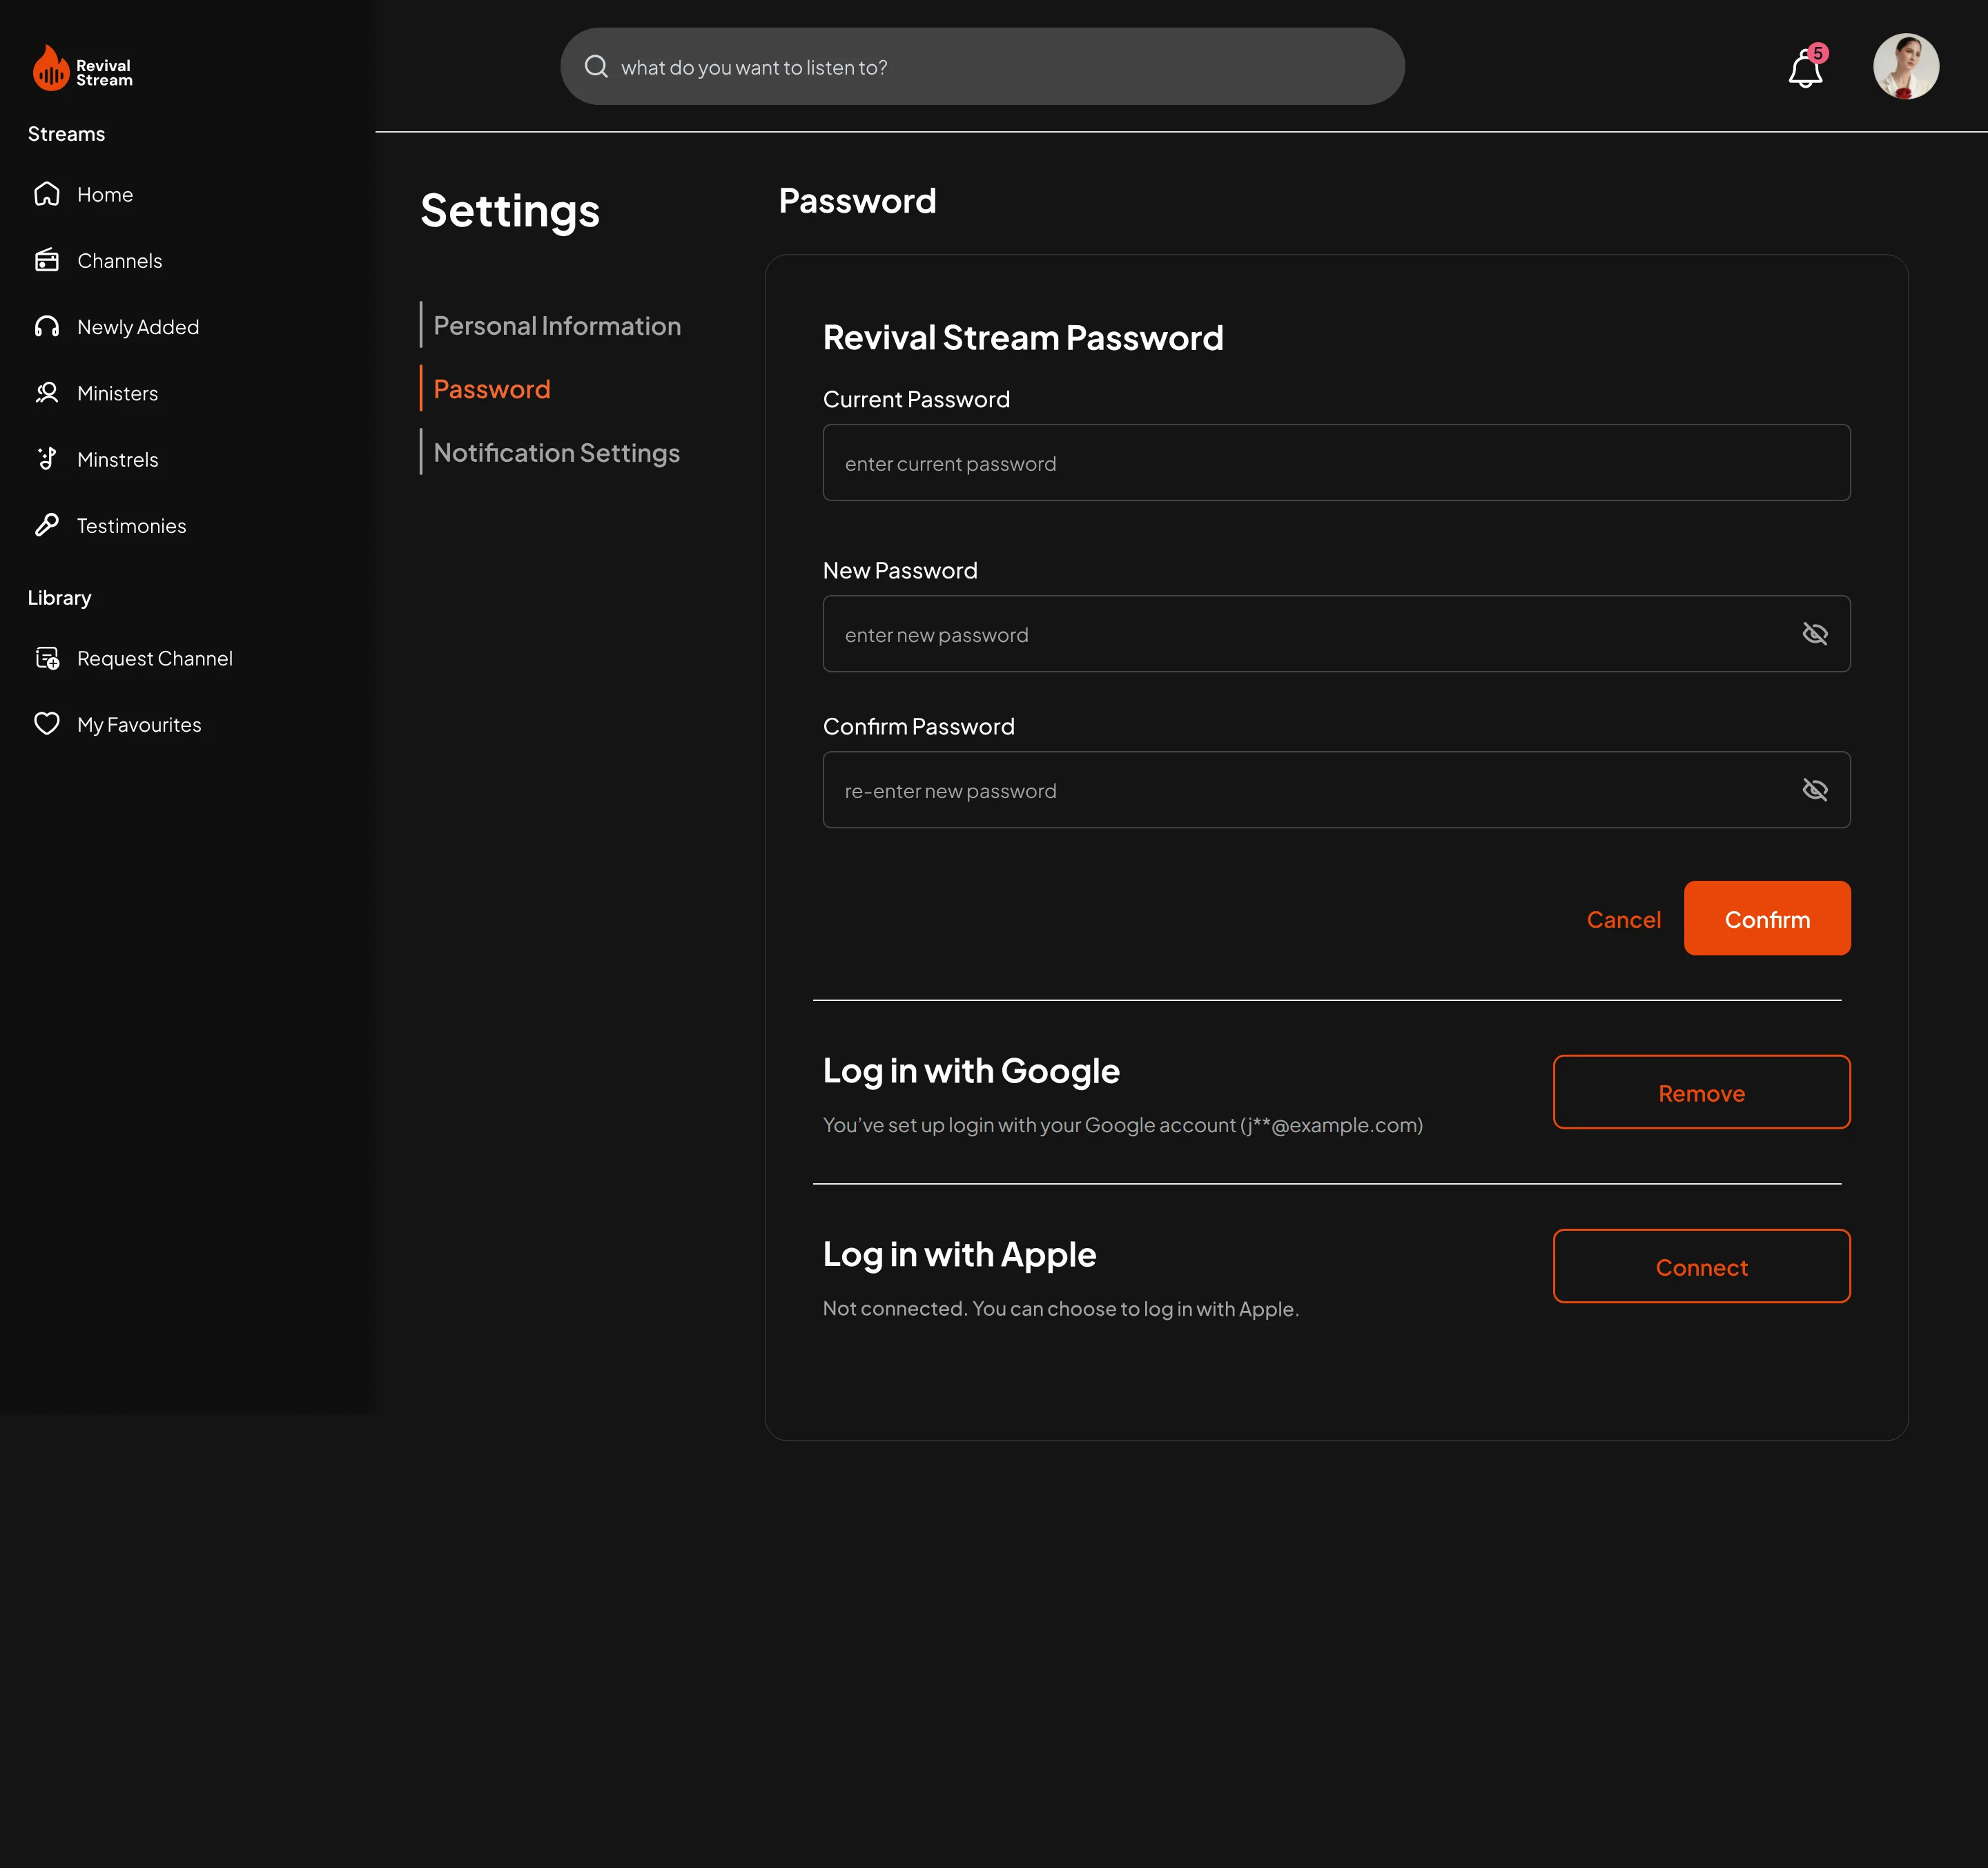 Revival
Stream
Streams
Home
Channels
Newly Added
Ministers
Minstrels
Testimonies
Library
Request Channel
My Favourites
what do you want to listen to?
5
Settings
Personal Information
Password
Notification Settings
Password
Revival Stream Password
Current Password
enter current password
New Password
enter new password
Confirm Password
re-enter new password
Cancel
Confirm
Log in with Google
You’ve set up login with your Google account (j**@example.com)
Remove
Log in with Apple
Not connected. You can choose to log in with Apple.
Connect